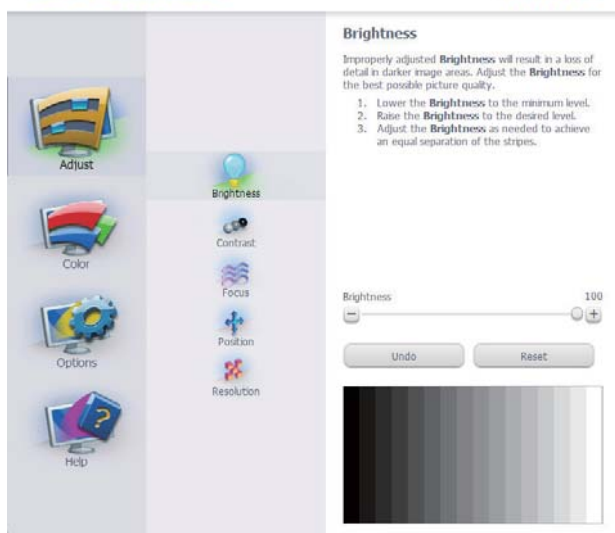 Adjust
Color
Options
Help
Brightness
Contrast
Focus
Position
Resolution
Brightness
Improperly adjusted Brightness will result in a loss of
detail in darker image areas. Adjust the Brightness for
the best possible picture quality.
1. Lower the Brightness to the minimum level.
2. Raise the Brightness to the desired level.
3. Adjust the Brightness as needed to achieve
an equal separation of the stripes.
Brightness 100
Undo Reset